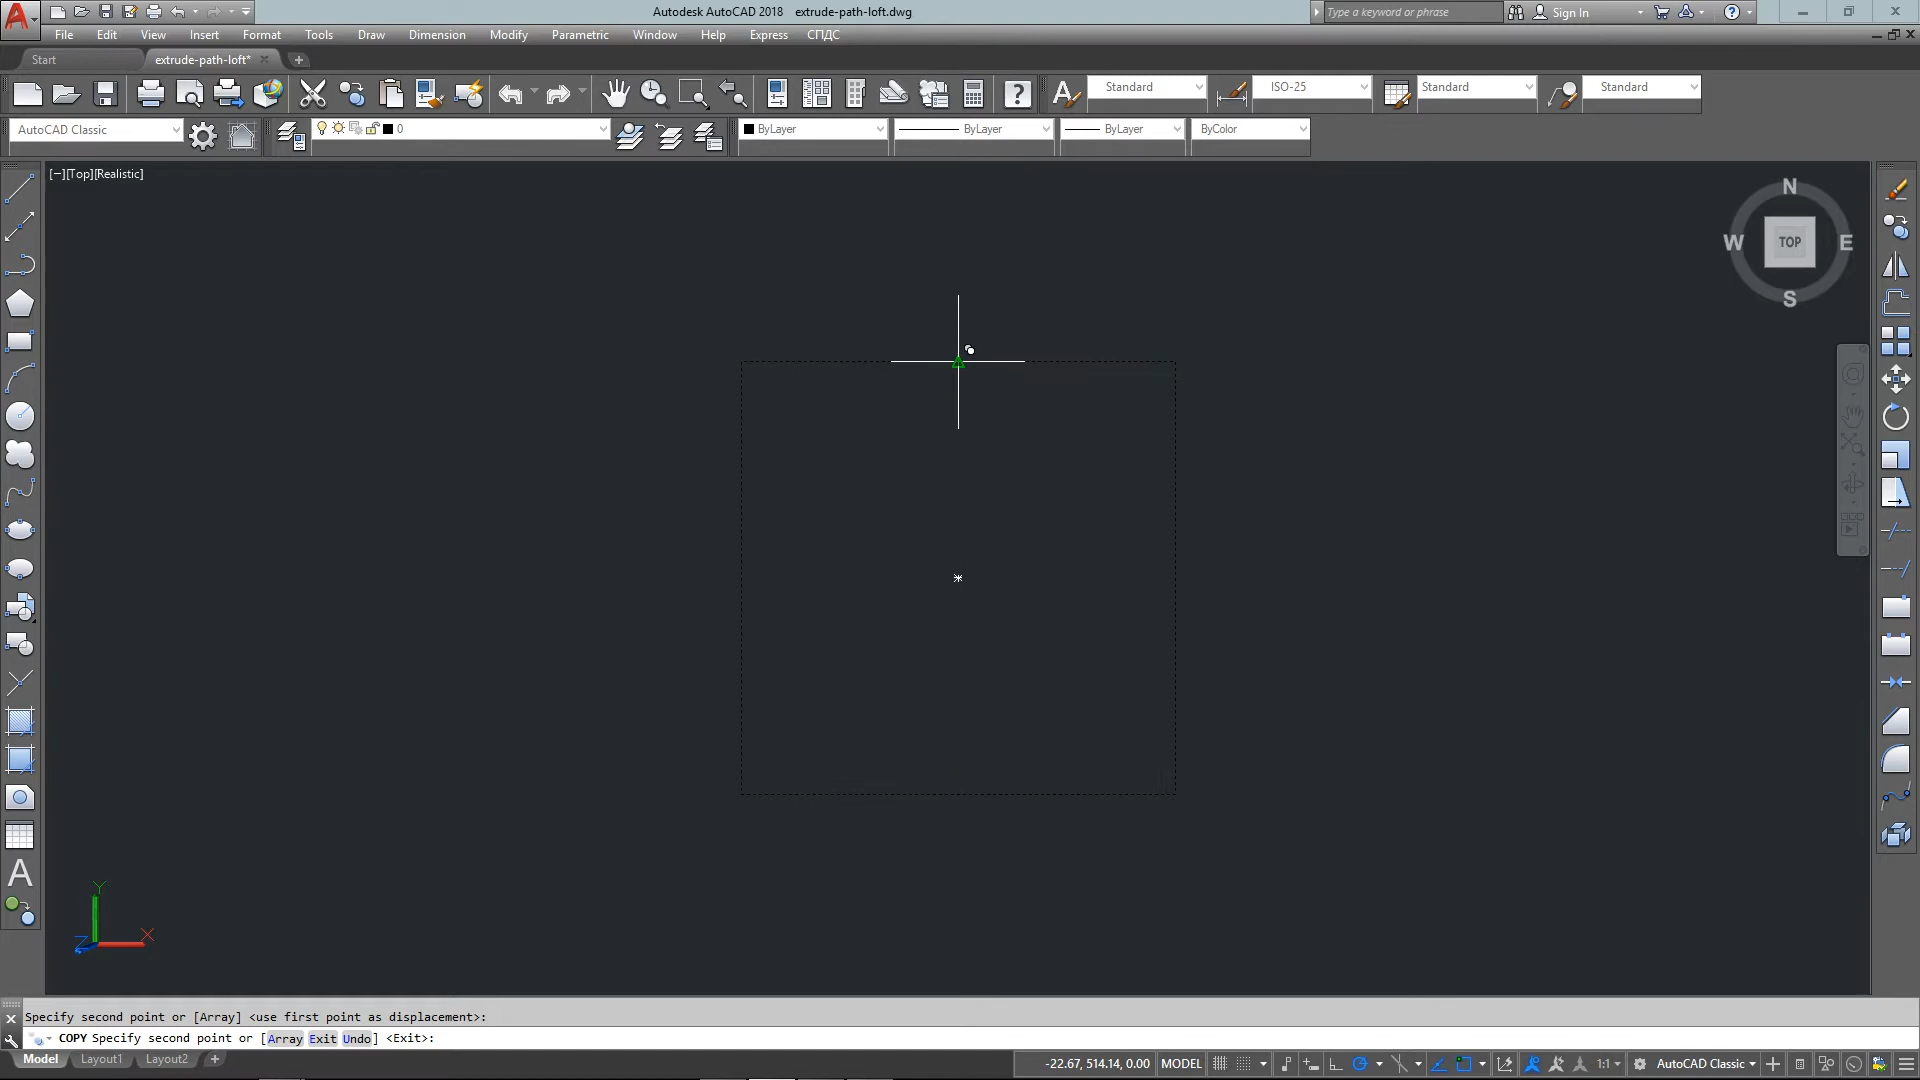 Autodesk AutoCAD 2018 extrude-path-loft.dwg
Type a keyword or phrase
Sign In
File Edit View Insert Format Tools Draw Dimension Modify Parametric Window Help Express СПДС
Start
extrude-path-loft*
Standard
ISO-25
Standard
Standard
AutoCAD Classic
0
ByLayer
ByLayer
ByLayer
ByColor
[−][Top][Realistic]
N
W
TOP
E
S
A
Y
Z
X
Specify second point or [Array] <use first point as displacement>:
COPY Specify second point or [Array Exit Undo] <Exit>:
Model Layout1 Layout2
-22.67, 514.14, 0.00 MODEL
1:1
AutoCAD Classic